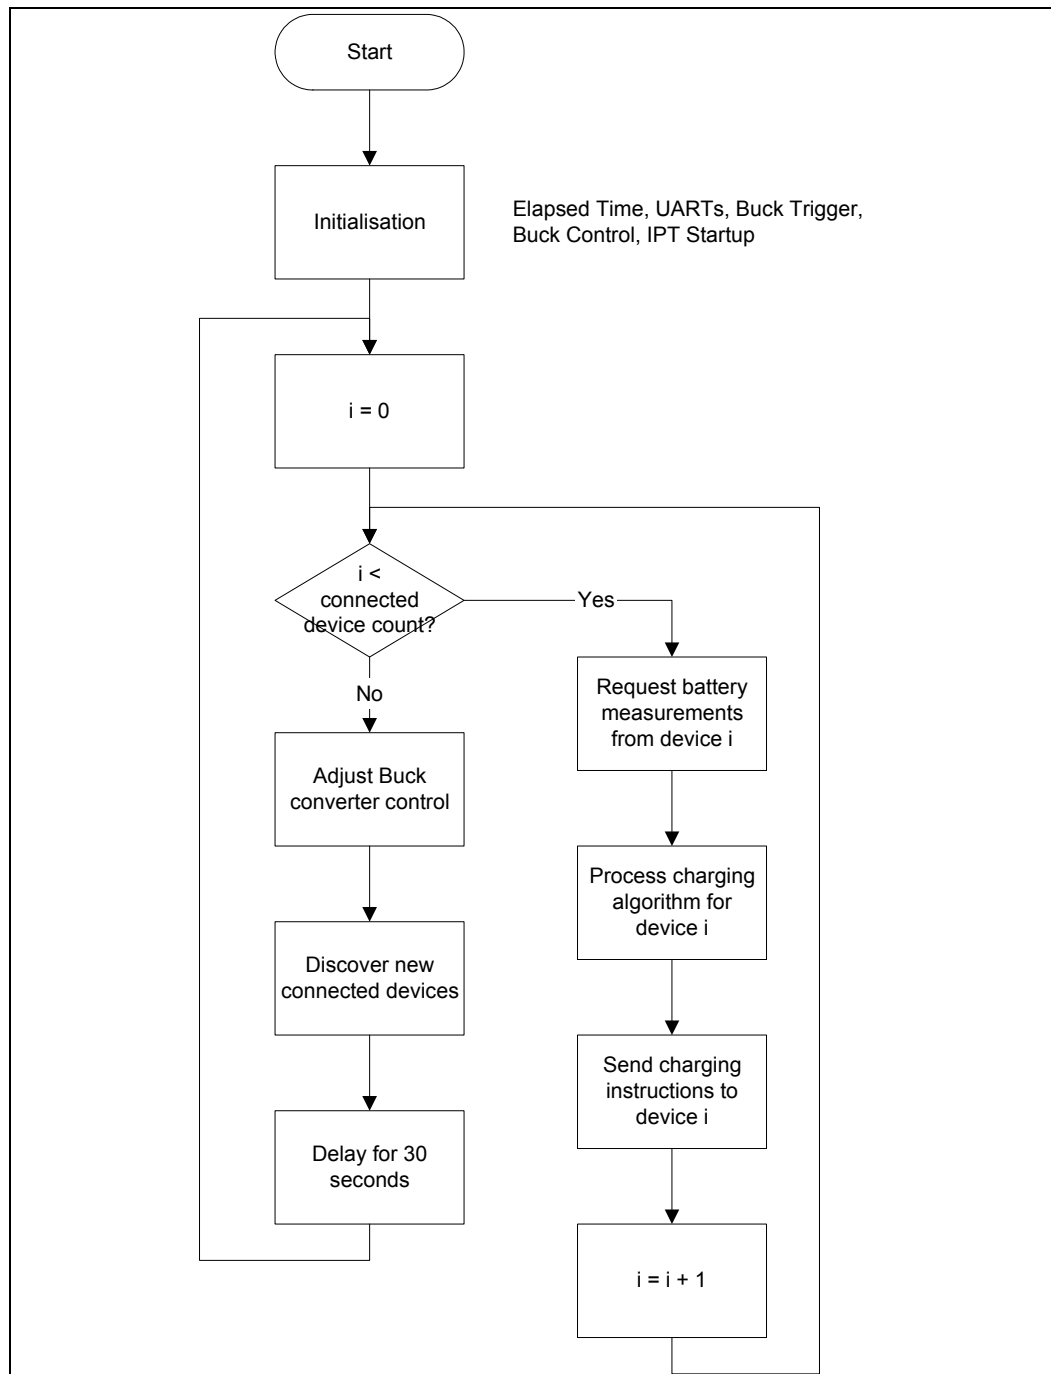 Start
Initialisation
Elapsed Time, UARTs, Buck Trigger,
Buck Control, IPT Startup
i = 0
i <
connected
device count?
Yes
No
Request battery
measurements
from device i
Adjust Buck
converter control
Process charging
algorithm for
device i
Discover new
connected devices
Send charging
instructions to
device i
Delay for 30
seconds
i = i + 1